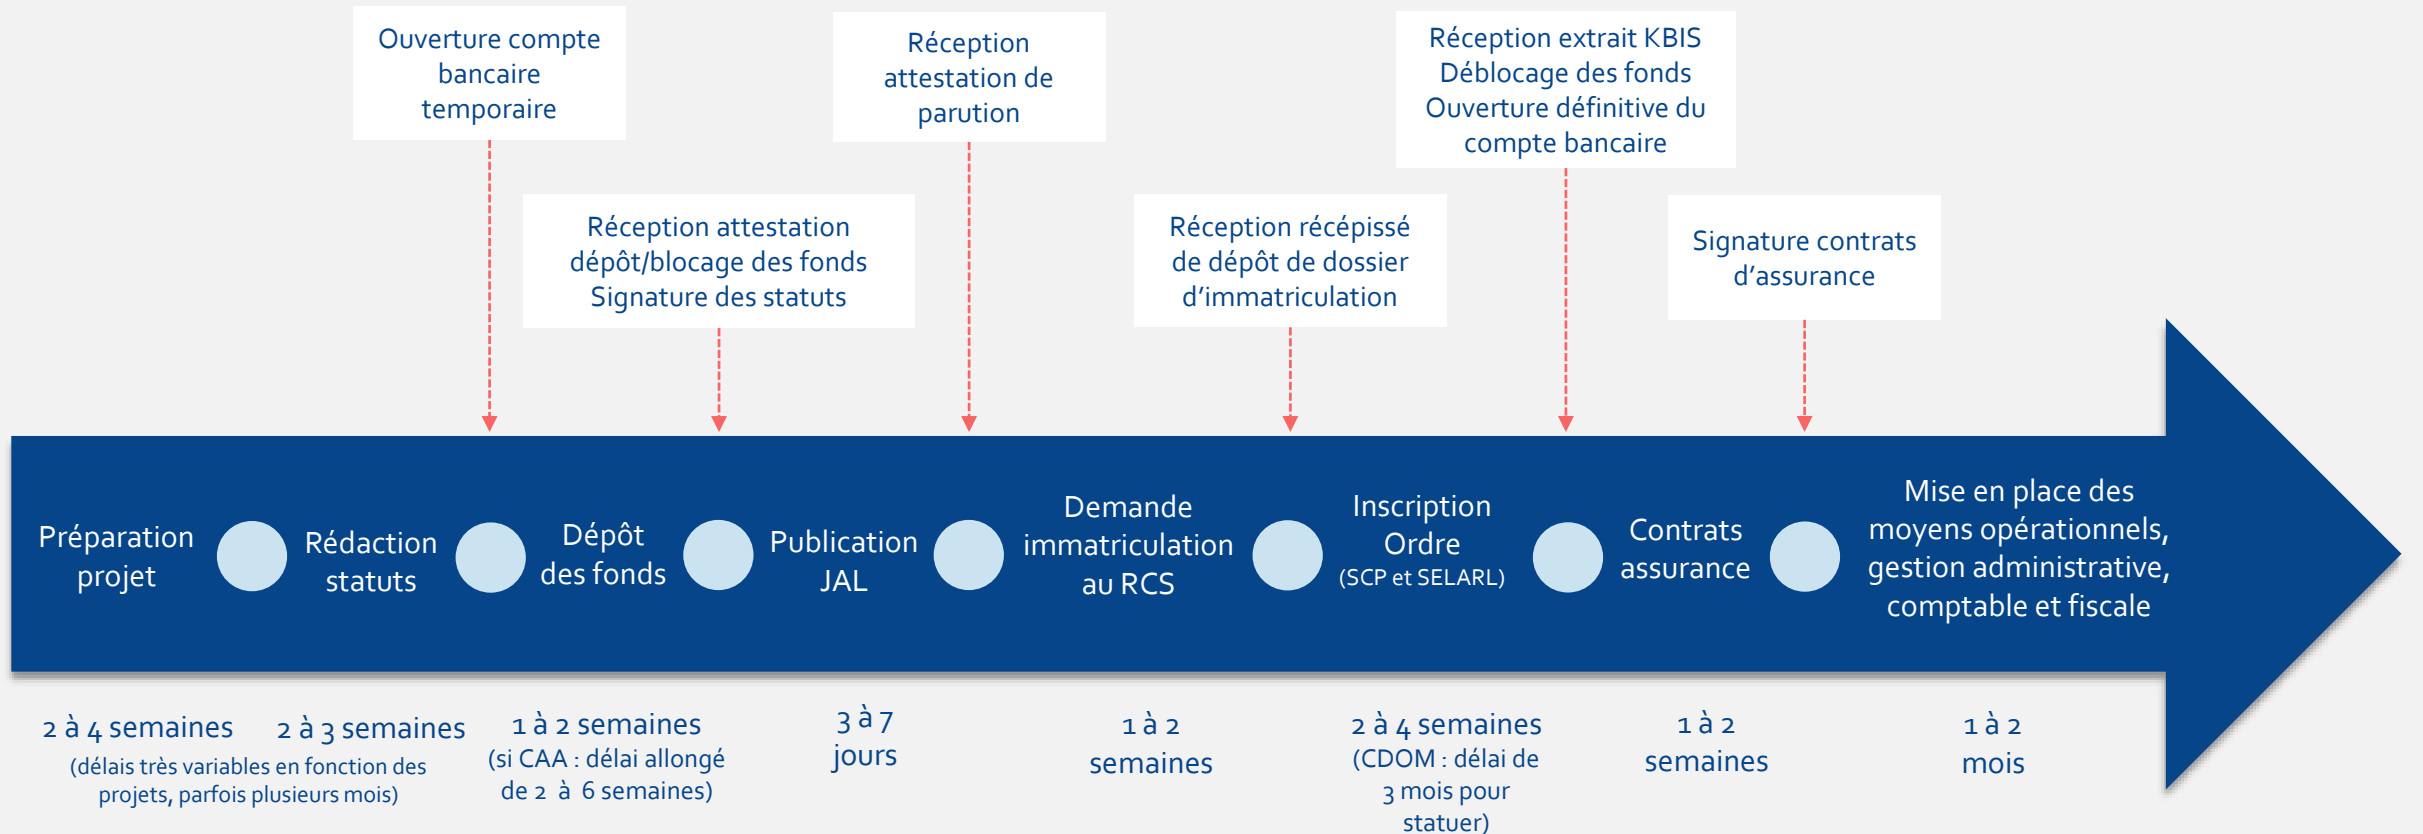 Ouverture compte
bancaire
temporaire
Réception
attestation de
parution
Réception extrait KBIS
Déblocage des fonds
Ouverture définitive du
compte bancaire
Réception attestation
dépôt/blocage des fonds
Signature des statuts
Réception récépissé
de dépôt de dossier
d’immatriculation
Signature contrats
d’assurance
Préparation
projet
Rédaction
statuts
Dépôt
des fonds
Publication
JAL
Demande
immatriculation
au RCS
Inscription
Ordre
(SCP et SELARL)
Contrats
assurance
Mise en place des
moyens opérationnels,
gestion administrative,
comptable et fiscale
2 à 4 semaines
2 à 3 semaines
(délais très variables en fonction des
projets, parfois plusieurs mois)
1 à 2 semaines
(si CAA : délai allongé
de 2 à 6 semaines)
3 à 7
jours
1 à 2
semaines
2 à 4 semaines
(CDOM : délai de
3 mois pour
statuer)
1 à 2
semaines
1 à 2
mois